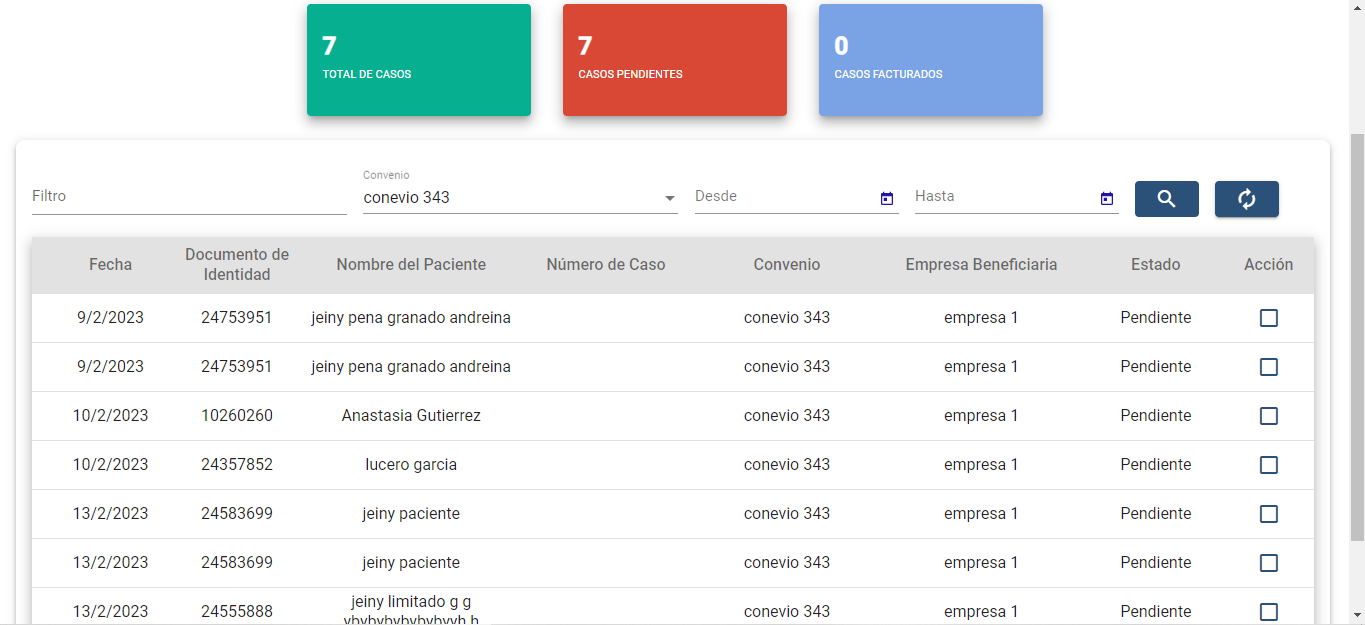 7
TOTAL DE CASOS
7
CASOS PENDIENTES
0
CASOS FACTURADOS
Filtro
Convenio
conevio 343
Desde
Hasta
Fecha Documento de Identidad Nombre del Paciente Número de Caso Convenio Empresa Beneficiaria Estado Acción
9/2/2023 24753951 jeiny pena granado andreina conevio 343 empresa 1 Pendiente
9/2/2023 24753951 jeiny pena granado andreina conevio 343 empresa 1 Pendiente
10/2/2023 10260260 Anastasia Gutierrez conevio 343 empresa 1 Pendiente
10/2/2023 24357852 lucero garcia conevio 343 empresa 1 Pendiente
13/2/2023 24583699 jeiny paciente conevio 343 empresa 1 Pendiente
13/2/2023 24583699 jeiny paciente conevio 343 empresa 1 Pendiente
13/2/2023 24555888 jeiny limitado g g conevio 343 empresa 1 Pendiente